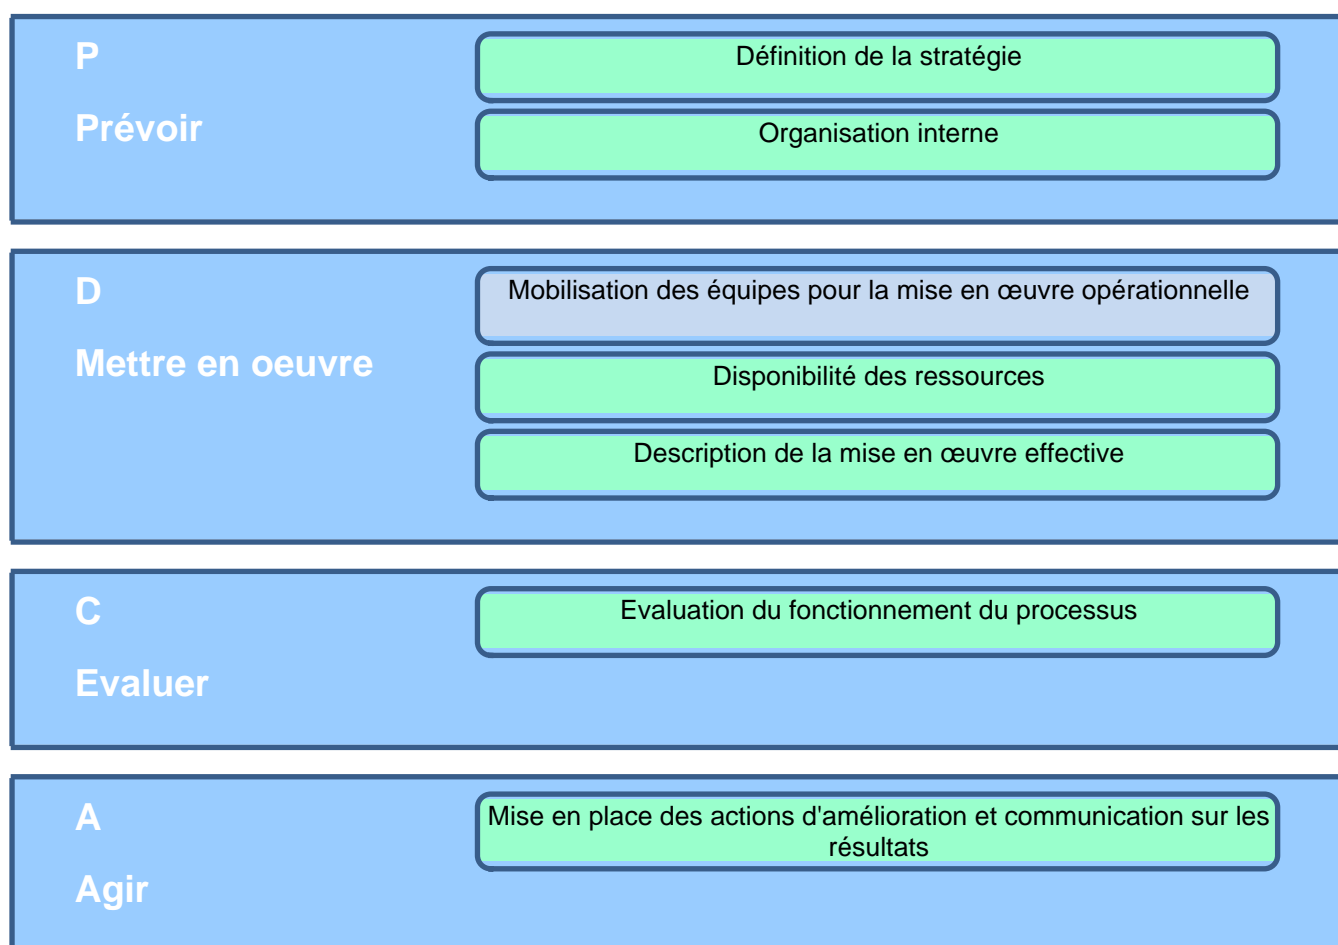 P
Prévoir
Définition de la stratégie
Organisation interne
D
Mettre en oeuvre
Mobilisation des équipes pour la mise en œuvre opérationnelle
Disponibilité des ressources
Description de la mise en œuvre effective
C
Evaluer
Evaluation du fonctionnement du processus
A
Agir
Mise en place des actions d'amélioration et communication sur les
résultats